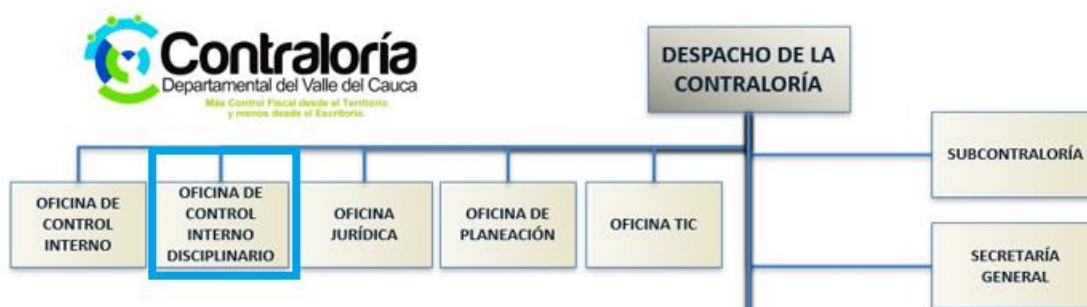 Contraloría
Departamental del Valle del Cauca
Más Control Fiscal desde el Territorio
y menos desde el Escritorio.
DESPACHO DE LA
CONTRALORÍA
SUBCONTRALORÍA
OFICINA DE
CONTROL
INTERNO
OFICINA DE
CONTROL
INTERNO
DISCIPLINARIO
OFICINA
JURÍDICA
OFICINA DE
PLANEACIÓN
OFICINA TIC
SECRETARÍA
GENERAL